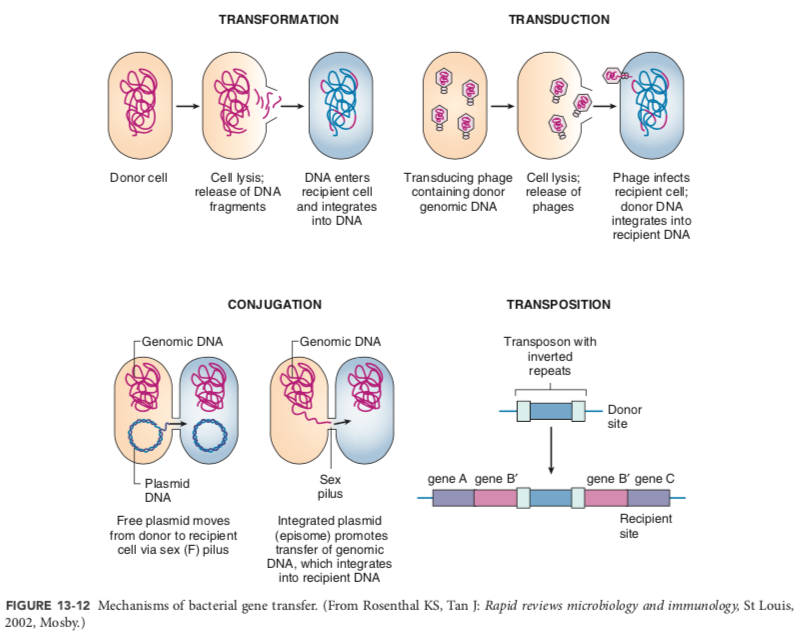 TRANSFORMATION
Donor cell
Cell lysis;
release of DNA
fragments
DNA enters
recipient cell
and integrates
into DNA
TRANSDUCTION
Transducing phage
containing donor
genomic DNA
Cell lysis;
release of
phages
Phage infects
recipient cell;
donor DNA
integrates into
recipient DNA
CONJUGATION
Genomic DNA
Plasmid
DNA
Free plasmid moves
from donor to recipient
cell via sex (F) pilus
Genomic DNA
Sex
pilus
Integrated plasmid
(episome) promotes
transfer of genomic
DNA, which integrates
into recipient DNA
TRANSPOSITION
Transposon with
inverted
repeats
Donor
site
gene A gene B′ gene B′ gene C
Recipient
site
FIGURE 13-12 Mechanisms of bacterial gene transfer. (From Rosenthal KS, Tan J: Rapid reviews microbiology and immunology, St Louis,
2002, Mosby.)